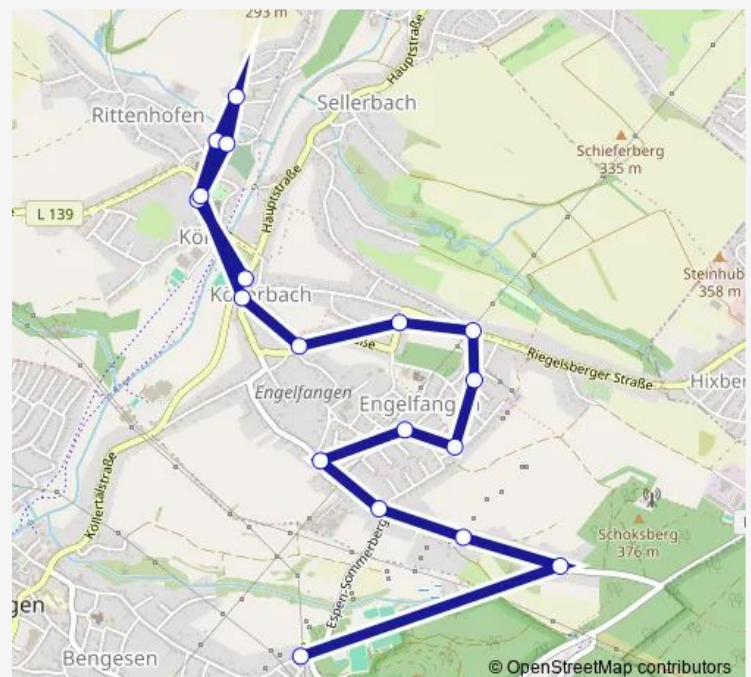 293 m
Rittenhofen
Sellerbach
Hauptstraße
Schieferberg
335 m
L 139
Hauptstraße
Steinhub
358 m
Riegelsberger Straße
Hixber
Engelfangen
Köllertalstraße
Schoksberg
376 m
Espen-Sommerberg
gen
Bengesen
© OpenStreetMap contributors